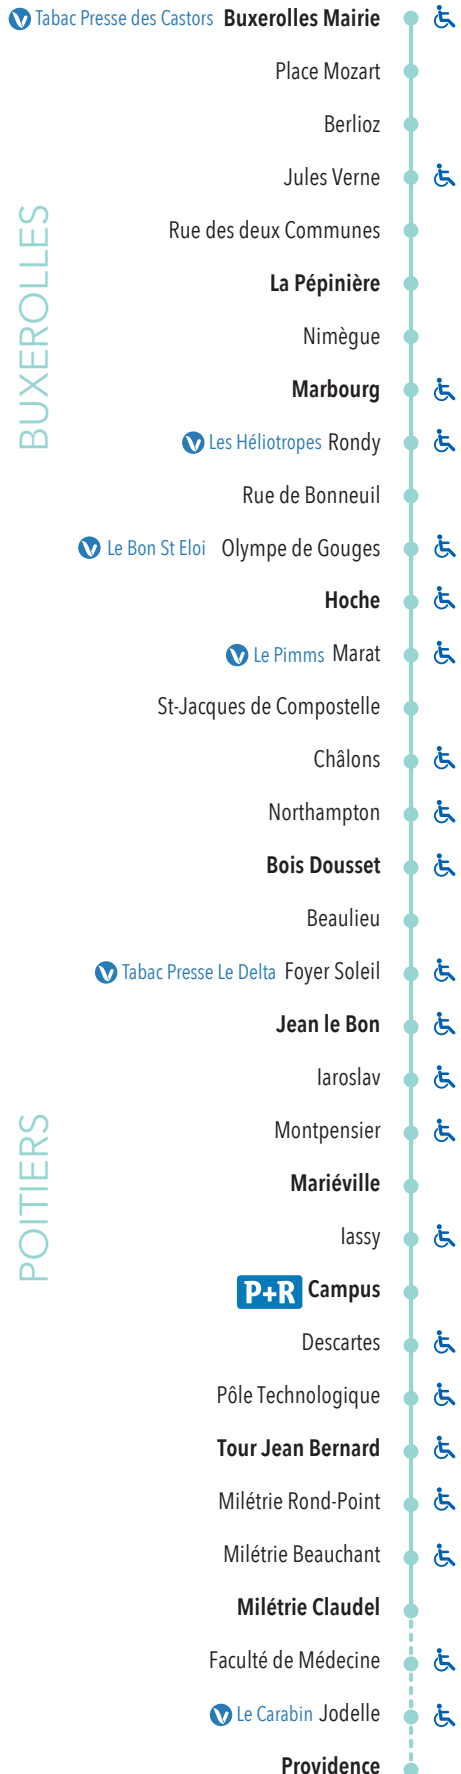 Tabac Presse des Castors Buxerolles Mairie
Place Mozart
Berlioz
Jules Verne
Rue des deux Communes
BUXEROLLES
La Pépinière
Nimègue
Marbourg
Les Héliotropes Rondy
Rue de Bonneuil
Le Bon St Eloi Olympe de Gouges
Hoche
Le Pimms Marat
St-Jacques de Compostelle
Châlons
Northampton
Bois Dousset
Beaulieu
Tabac Presse Le Delta Foyer Soleil
Jean le Bon
Iaroslav
Montpensier
POITIERS
Mariéville
Iassy
P+R Campus
Descartes
Pôle Technologique
Tour Jean Bernard
Milétrie Rond-Point
Milétrie Beauchant
Milétrie Claudel
Faculté de Médecine
Le Carabin Jodelle
Providence